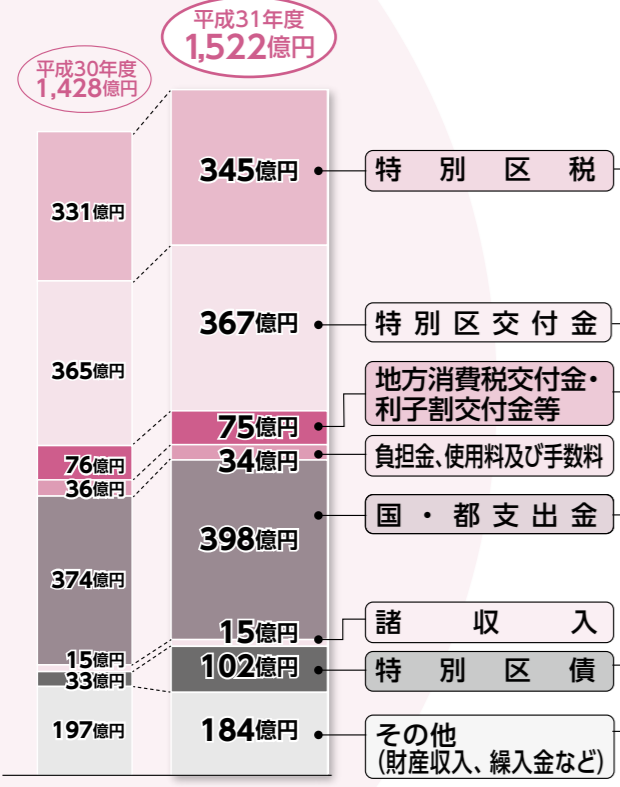 平成31年度
1,522億円
平成30年度
1,428億円
331億円
365億円
76億円
36億円
374億円
15億円
33億円
197億円
345億円
367億円
75億円
34億円
398億円
15億円
102億円
184億円
特別区税
特別区交付金
地方消費税交付金・
利子割交付金等
負担金、使用料及び手数料
国・都支出金
諸収入
特別区債
その他
(財産収入、繰入金など)